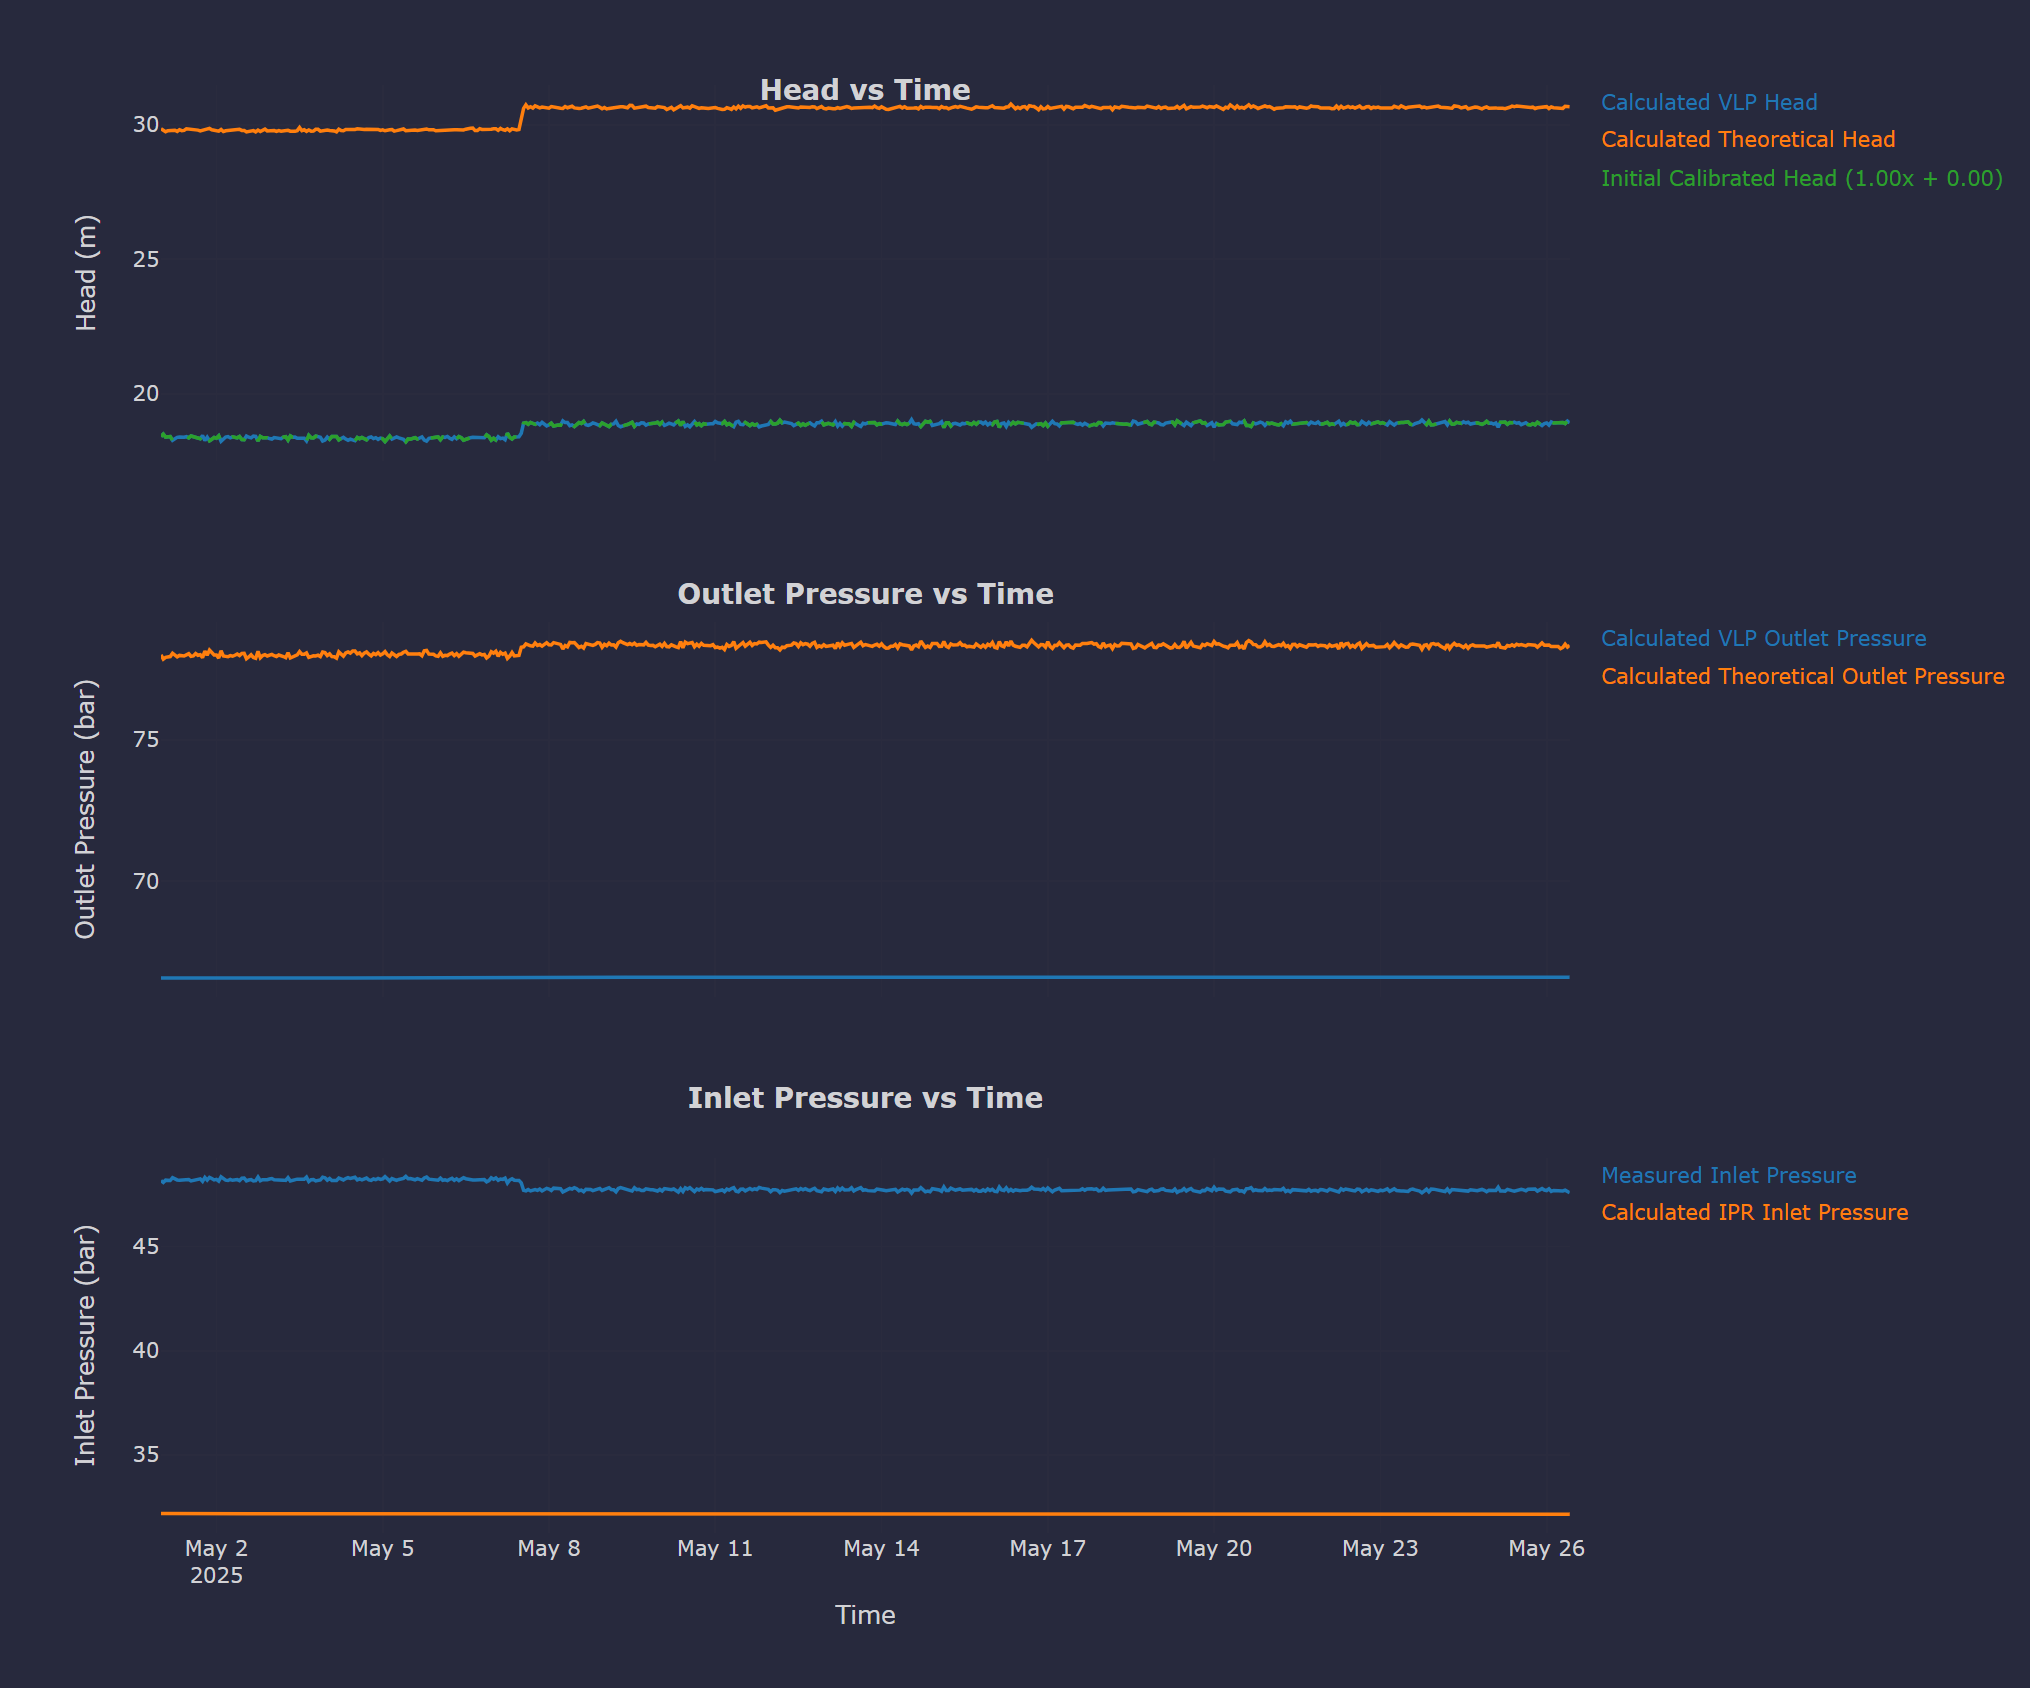 Head vs Time
30
25
20
Head (m)
Calculated VLP Head
Calculated Theoretical Head
Initial Calibrated Head (1.00x + 0.00)
Outlet Pressure vs Time
75
70
Outlet Pressure (bar)
Calculated VLP Outlet Pressure
Calculated Theoretical Outlet Pressure
Inlet Pressure vs Time
45
40
35
Inlet Pressure (bar)
Measured Inlet Pressure
Calculated IPR Inlet Pressure
May 2 May 5 May 8 May 11 May 14 May 17 May 20 May 23 May 26
2025
Time